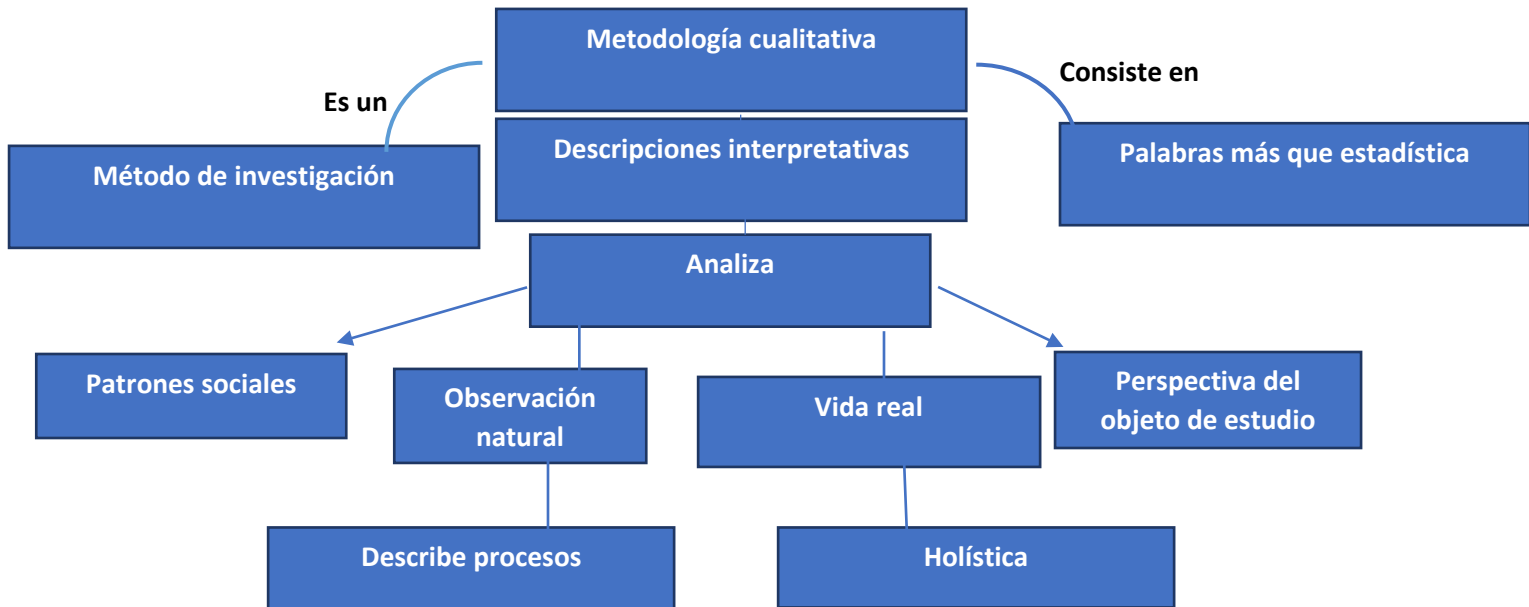 Metodología cualitativa
Es un
Consiste en
Descripciones interpretativas
Método de investigación
Palabras más que estadística
Analiza
Patrones sociales
Observación
natural
Vida real
Perspectiva del
objeto de estudio
Describe procesos
Holística